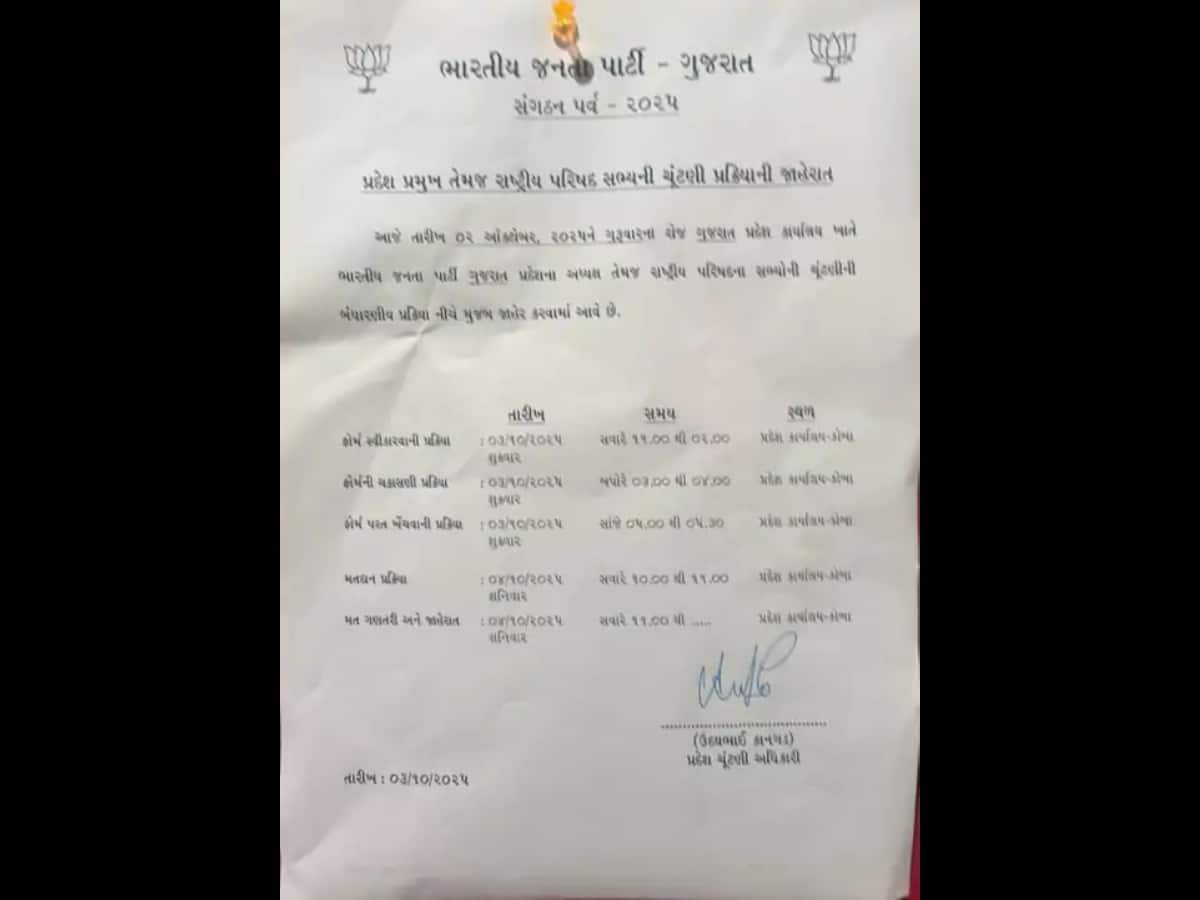 ભારતીય જનતા પાર્ટી - ગુજરાત
સંગઠન પર્વ - ૨૦૨૫
પ્રદેશ પ્રમુખ તેમજ રાષ્ટ્રીય પરિષદ સભ્યની ચૂંટણી પ્રક્રિયાની જાહેરાત
આજે તારીખ ૦૨ ઓક્ટોબર, ૨૦૨૫ને ગુરૂવારના રોજ ગુજરાત પ્રદેશ કાર્યાલય ખાતે
ભારતીય જનતા પાર્ટી ગુજરાત પ્રદેશના અધ્યક્ષ તેમજ રાષ્ટ્રીય પરિષદના સભ્યોની ચૂંટણીની
બંધારણીય પ્રક્રિયા નીચે મુજબ જાહેર કરવામાં આવે છે.
તારીખ સમય સ્થળ
ફોર્મ સ્વીકારવાની પ્રક્રિયા : ૦૩/૧૦/૨૦૨૫ સવારે ૧૧.૦૦ થી ૦૨.૦૦ પ્રદેશ કાર્યાલય-કોબા
શુક્રવાર
ફોર્મની ચકાસણી પ્રક્રિયા : ૦૩/૧૦/૨૦૨૫ બપોરે ૦૩.૦૦ થી ૦૪.૦૦ પ્રદેશ કાર્યાલય-કોબા
શુક્રવાર
ફોર્મ પરત ખેંચવાની પ્રક્રિયા : ૦૩/૧૦/૨૦૨૫ સાંજે ૦૫.૦૦ થી ૦૫.૩૦ પ્રદેશ કાર્યાલય-કોબા
શુક્રવાર
મતદાન પ્રક્રિયા : ૦૪/૧૦/૨૦૨૫ સવારે ૧૦.૦૦ થી ૧૧.૦૦ પ્રદેશ કાર્યાલય-કોબા
શનિવાર
મત ગણતરી અને જાહેરાત : ૦૪/૧૦/૨૦૨૫ સવારે ૧૧.૦૦ થી ..... પ્રદેશ કાર્યાલય-કોબા
શનિવાર
(ઉદયભાઈ કાનગડ)
પ્રદેશ ચૂંટણી અધિકારી
તારીખ : ૦૩/૧૦/૨૦૨૫